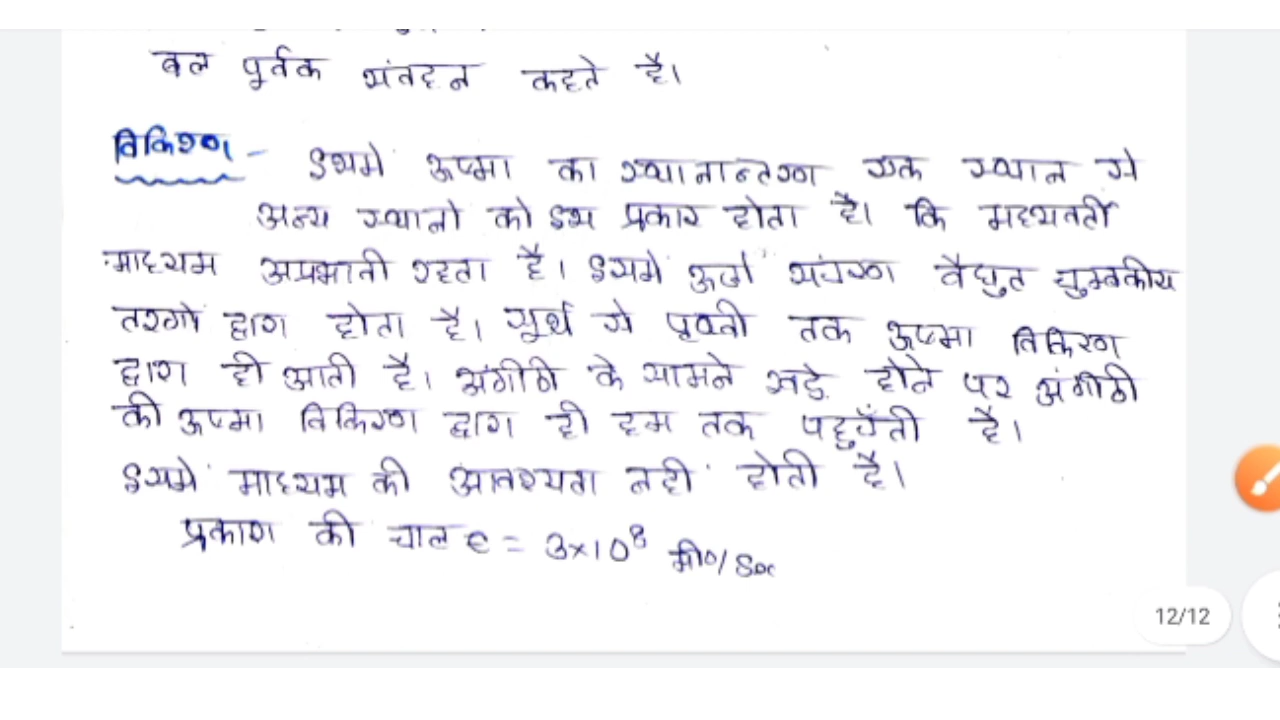 बल पूर्वक संवहन कहते है।
विकिरण - इसमे ऊष्मा का स्थानान्तरण एक स्थान से
अन्य स्थानो को इस प्रकार होता है। कि मध्यवर्ती
माध्यम अप्रभावी रहता है। इसमे ऊर्जा संचरण वैद्युत चुम्बकीय
तरंगो द्वारा होता है। सूर्य से पृथ्वी तक ऊष्मा विकिरण
द्वारा ही आती है। अंगीठी के सामने खड़े होने पर अंगीठी
की ऊष्मा विकिरण द्वारा ही हम तक पहुचँती है।
इसमे माध्यम की आवश्यता नही होती है।
प्रकाश की चाल c = 3×10⁸ मी०/Sec
12/12